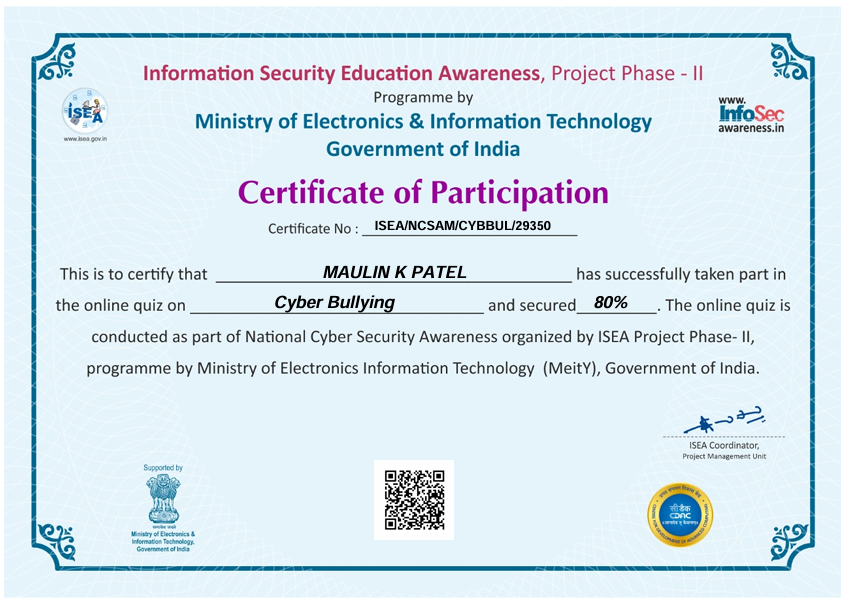 Information Security Education Awareness, Project Phase - II
Programme by
Ministry of Electronics & Information Technology
Government of India
ISEA
www.isea.gov.in
www.
InfoSec
awareness.in
Certificate of Participation
Certificate No : ISEA/NCSAM/CYBBUL/29350
This is to certify that MAULIN K PATEL has successfully taken part in
the online quiz on Cyber Bullying and secured 80%. The online quiz is
conducted as part of National Cyber Security Awareness organized by ISEA Project Phase- II,
programme by Ministry of Electronics Information Technology (MeitY), Government of India.
ISEA Coordinator,
Project Management Unit
Supported by
सत्यमेव जयते
Ministry of Electronics &
Information Technology,
Government of India
सी डैक
CDAC